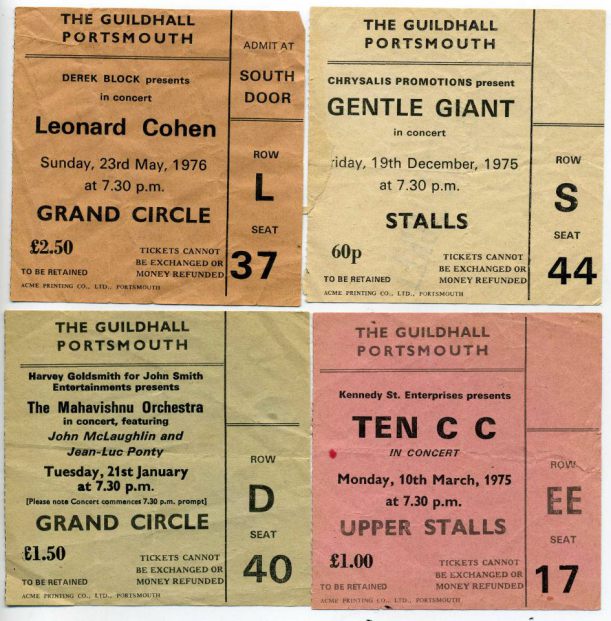 THE GUILDHALL
PORTSMOUTH
DEREK BLOCK presents
in concert
Leonard Cohen
Sunday, 23rd May, 1976
at 7.30 p.m.
GRAND CIRCLE
£2.50
TICKETS CANNOT
BE EXCHANGED OR
MONEY REFUNDED
TO BE RETAINED
ACME PRINTING CO., LTD., PORTSMOUTH
ADMIT AT
SOUTH
DOOR
ROW
L
SEAT
37
THE GUILDHALL
PORTSMOUTH
CHRYSALIS PROMOTIONS present
GENTLE GIANT
in concert
riday, 19th December, 1975
at 7.30 p.m.
STALLS
60p
TICKETS CANNOT
BE EXCHANGED OR
MONEY REFUNDED
TO BE RETAINED
ACME PRINTING CO., LTD., PORTSMOUTH
ROW
S
SEAT
44
THE GUILDHALL
PORTSMOUTH
Harvey Goldsmith for John Smith
Entertainments presents
The Mahavishnu Orchestra
in concert, featuring
John McLaughlin and
Jean-Luc Ponty
Tuesday, 21st January
at 7.30 p.m.
[Please note Concert commences 7.30 p.m. prompt]
GRAND CIRCLE
£1.50
TICKETS CANNOT
BE EXCHANGED OR
MONEY REFUNDED
TO BE RETAINED
ACME PRINTING CO., LTD., PORTSMOUTH
ROW
D
SEAT
40
THE GUILDHALL
PORTSMOUTH
Kennedy St. Enterprises presents
TEN C C
IN CONCERT
Monday, 10th March, 1975
at 7.30 p.m.
UPPER STALLS
£1.00
TICKETS CANNOT
BE EXCHANGED OR
MONEY REFUNDED
TO BE RETAINED
ACME PRINTING CO., LTD., PORTSMOUTH
ROW
EE
SEAT
17